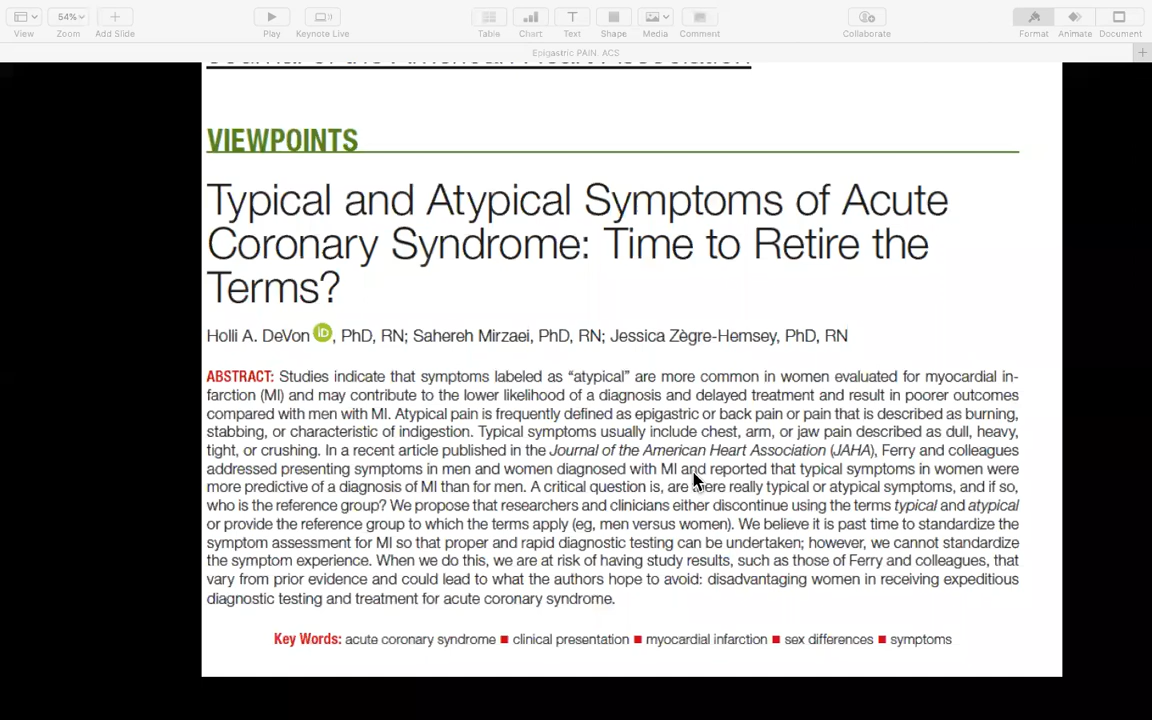 View
Zoom
Add Slide
Play
Keynote Live
Table
Chart
Text
Shape
Media
Comment
Collaborate
Format
Animate
Document
54%
Epigastric PAIN. ACS
Journal of the American Heart Association
VIEWPOINTS
Typical and Atypical Symptoms of Acute
Coronary Syndrome: Time to Retire the
Terms?
Holli A. DeVon iD, PhD, RN; Sahereh Mirzaei, PhD, RN; Jessica Zègre-Hemsey, PhD, RN
ABSTRACT: Studies indicate that symptoms labeled as “atypical” are more common in women evaluated for myocardial in-
farction (MI) and may contribute to the lower likelihood of a diagnosis and delayed treatment and result in poorer outcomes
compared with men with MI. Atypical pain is frequently defined as epigastric or back pain or pain that is described as burning,
stabbing, or characteristic of indigestion. Typical symptoms usually include chest, arm, or jaw pain described as dull, heavy,
tight, or crushing. In a recent article published in the Journal of the American Heart Association (JAHA), Ferry and colleagues
addressed presenting symptoms in men and women diagnosed with MI and reported that typical symptoms in women were
more predictive of a diagnosis of MI than for men. A critical question is, are there really typical or atypical symptoms, and if so,
who is the reference group? We propose that researchers and clinicians either discontinue using the terms typical and atypical
or provide the reference group to which the terms apply (eg, men versus women). We believe it is past time to standardize the
symptom assessment for MI so that proper and rapid diagnostic testing can be undertaken; however, we cannot standardize
the symptom experience. When we do this, we are at risk of having study results, such as those of Ferry and colleagues, that
vary from prior evidence and could lead to what the authors hope to avoid: disadvantaging women in receiving expeditious
diagnostic testing and treatment for acute coronary syndrome.
Key Words: acute coronary syndrome ■ clinical presentation ■ myocardial infarction ■ sex differences ■ symptoms